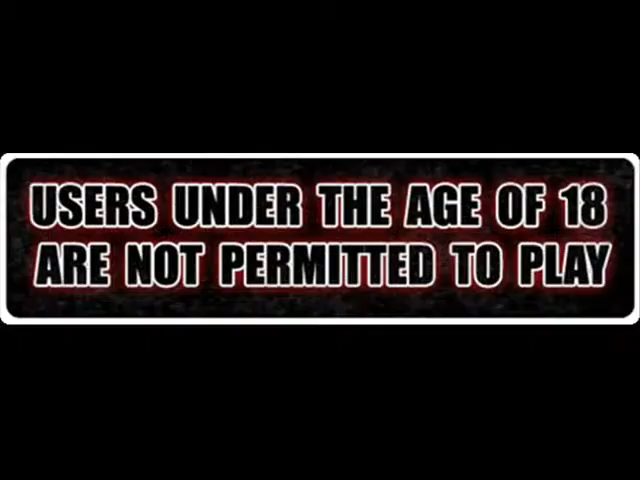 USERS UNDER THE AGE OF 18
ARE NOT PERMITTED TO PLAY